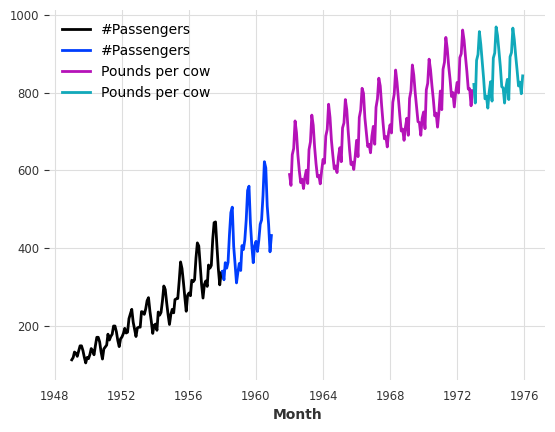 #Passengers
#Passengers
Pounds per cow
Pounds per cow
1000
800
600
400
200
1948 1952 1956 1960 1964 1968 1972 1976
Month